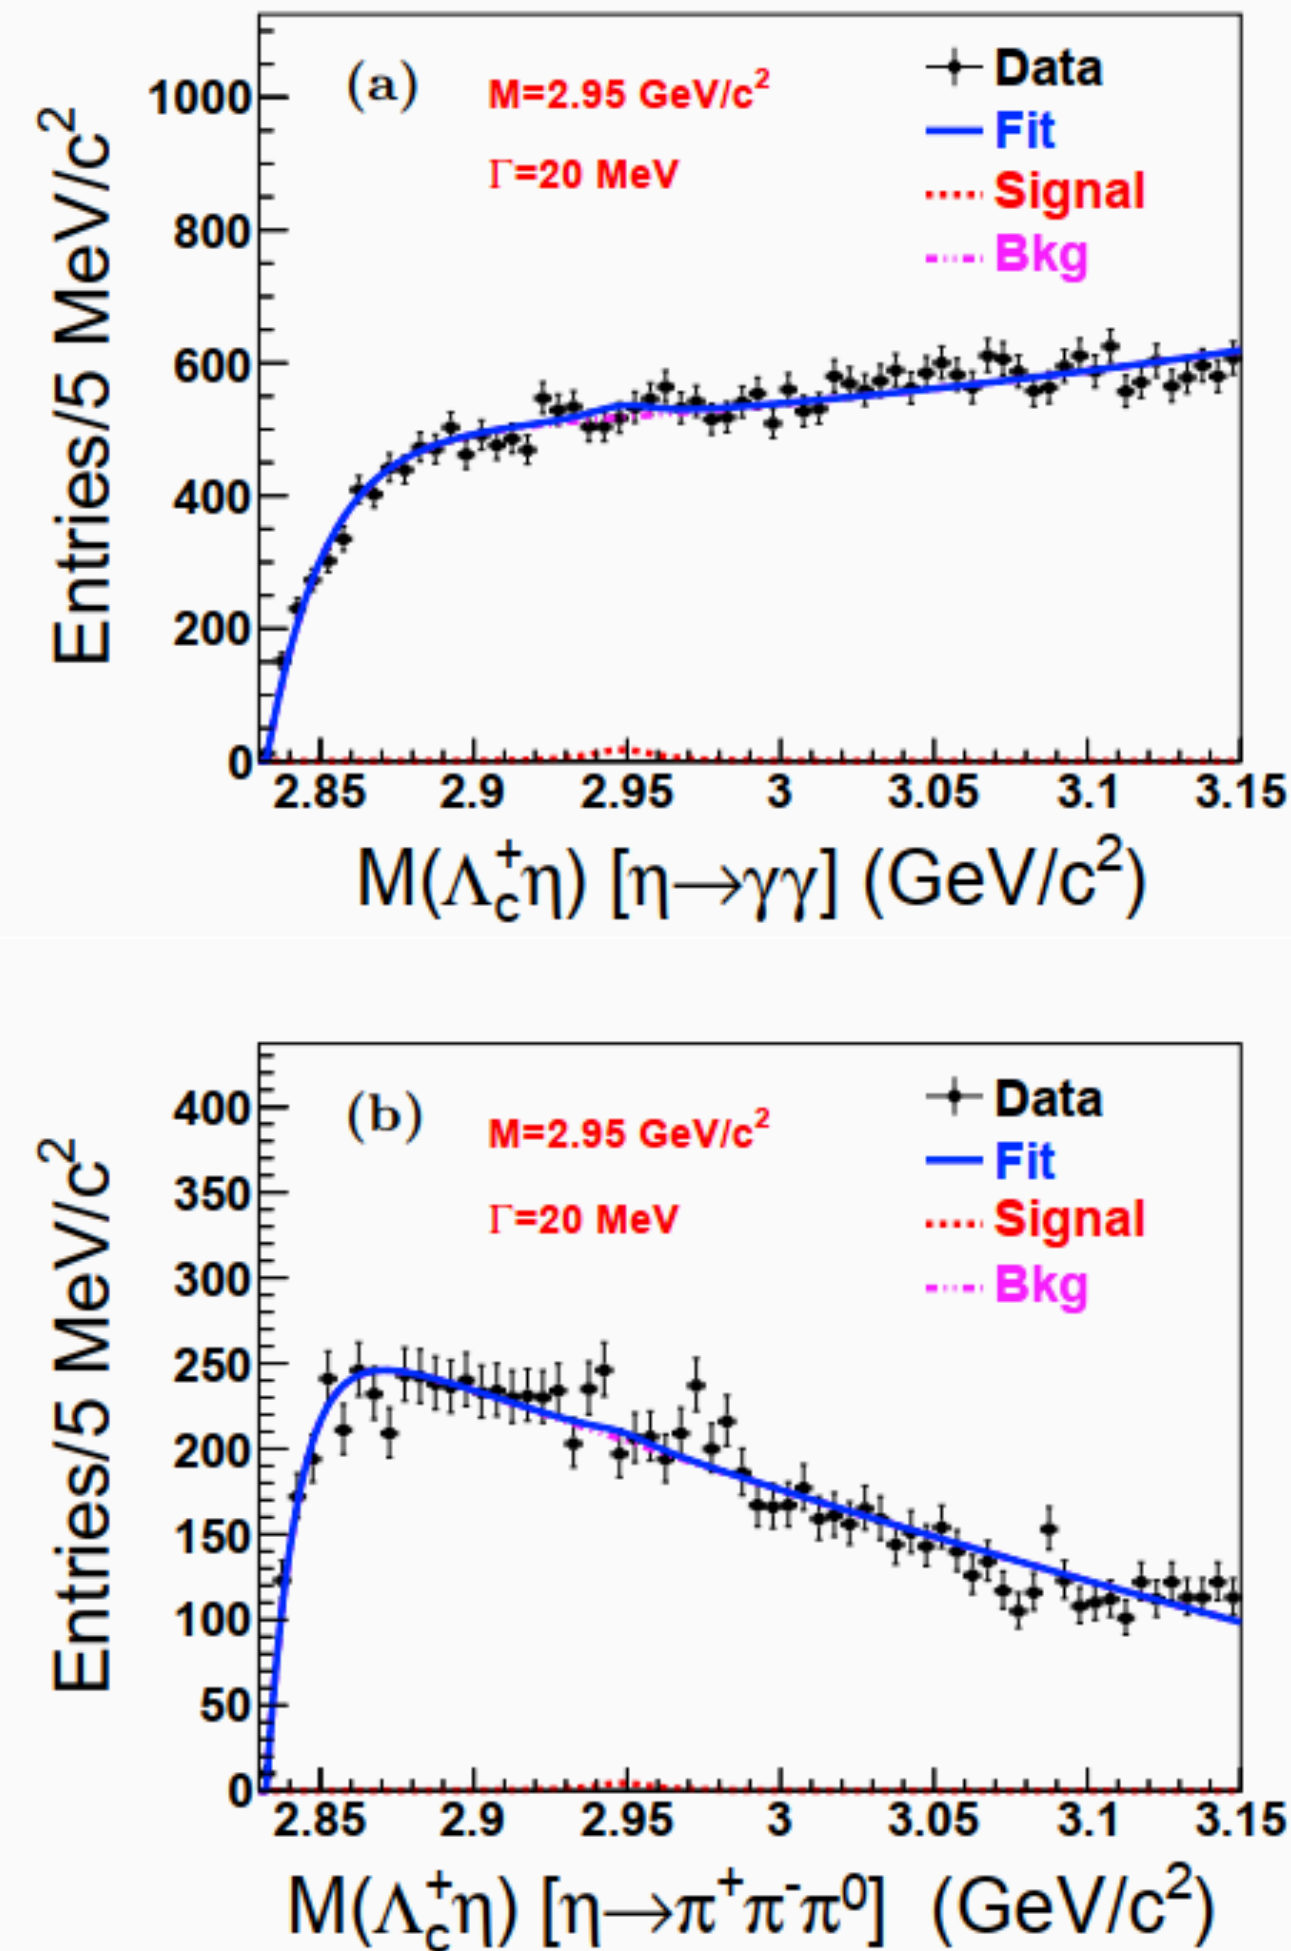 (a)
M=2.95 GeV/c²
Γ=20 MeV
Data
Fit
Signal
Bkg
Entries/5 MeV/c²
1000
800
600
400
200
0
2.85 2.9 2.95 3 3.05 3.1 3.15
M(Λc⁺η) [η→γγ] (GeV/c²)
(b)
M=2.95 GeV/c²
Γ=20 MeV
Data
Fit
Signal
Bkg
Entries/5 MeV/c²
400
350
300
250
200
150
100
50
0
2.85 2.9 2.95 3 3.05 3.1 3.15
M(Λc⁺η) [η→π⁺π⁻π⁰] (GeV/c²)